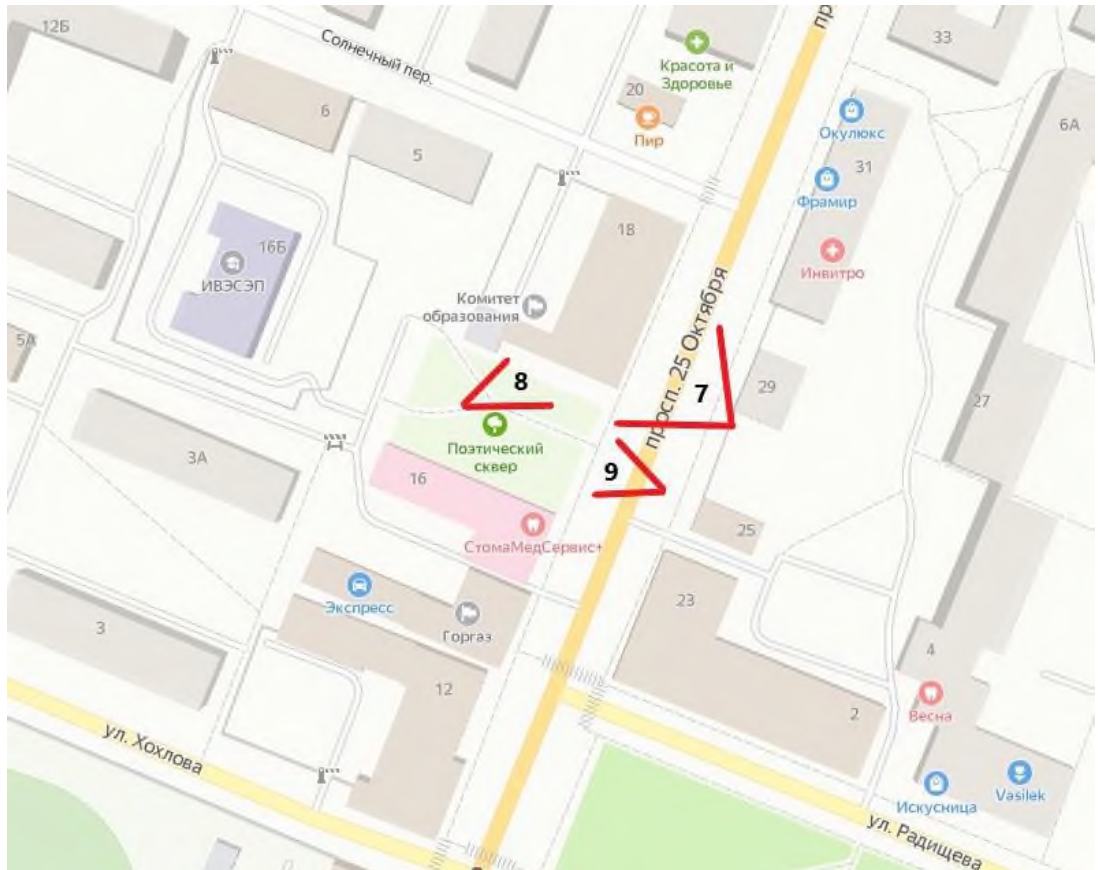 12Б
Солнечный пер.
33
Красота и
Здоровье
20
Пир
Окулюкс
6А
6
5
31
Фрамир
18
16Б
ИВЭСЭП
Инвитро
Комитет
образования
просп. 25 Октября
пр
5А
8
7
29
27
Поэтический
сквер
3А
16
9
СтомаМедСервис+
25
Экспресс
23
Горгаз
3
4
12
2
Весна
ул. Хохлова
Искусница
Vasilek
ул. Радищева